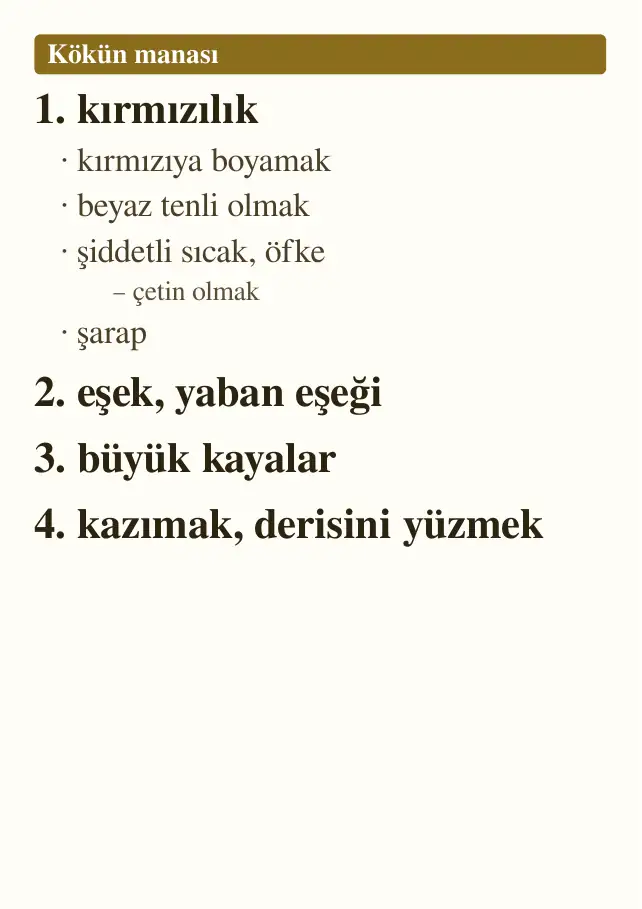 Kökün manası
1. kırmızılık
· kırmızıya boyamak
· beyaz tenli olmak
· şiddetli sıcak, öfke
– çetin olmak
· şarap
2. eşek, yaban eşeği
3. büyük kayalar
4. kazımak, derisini yüzmek